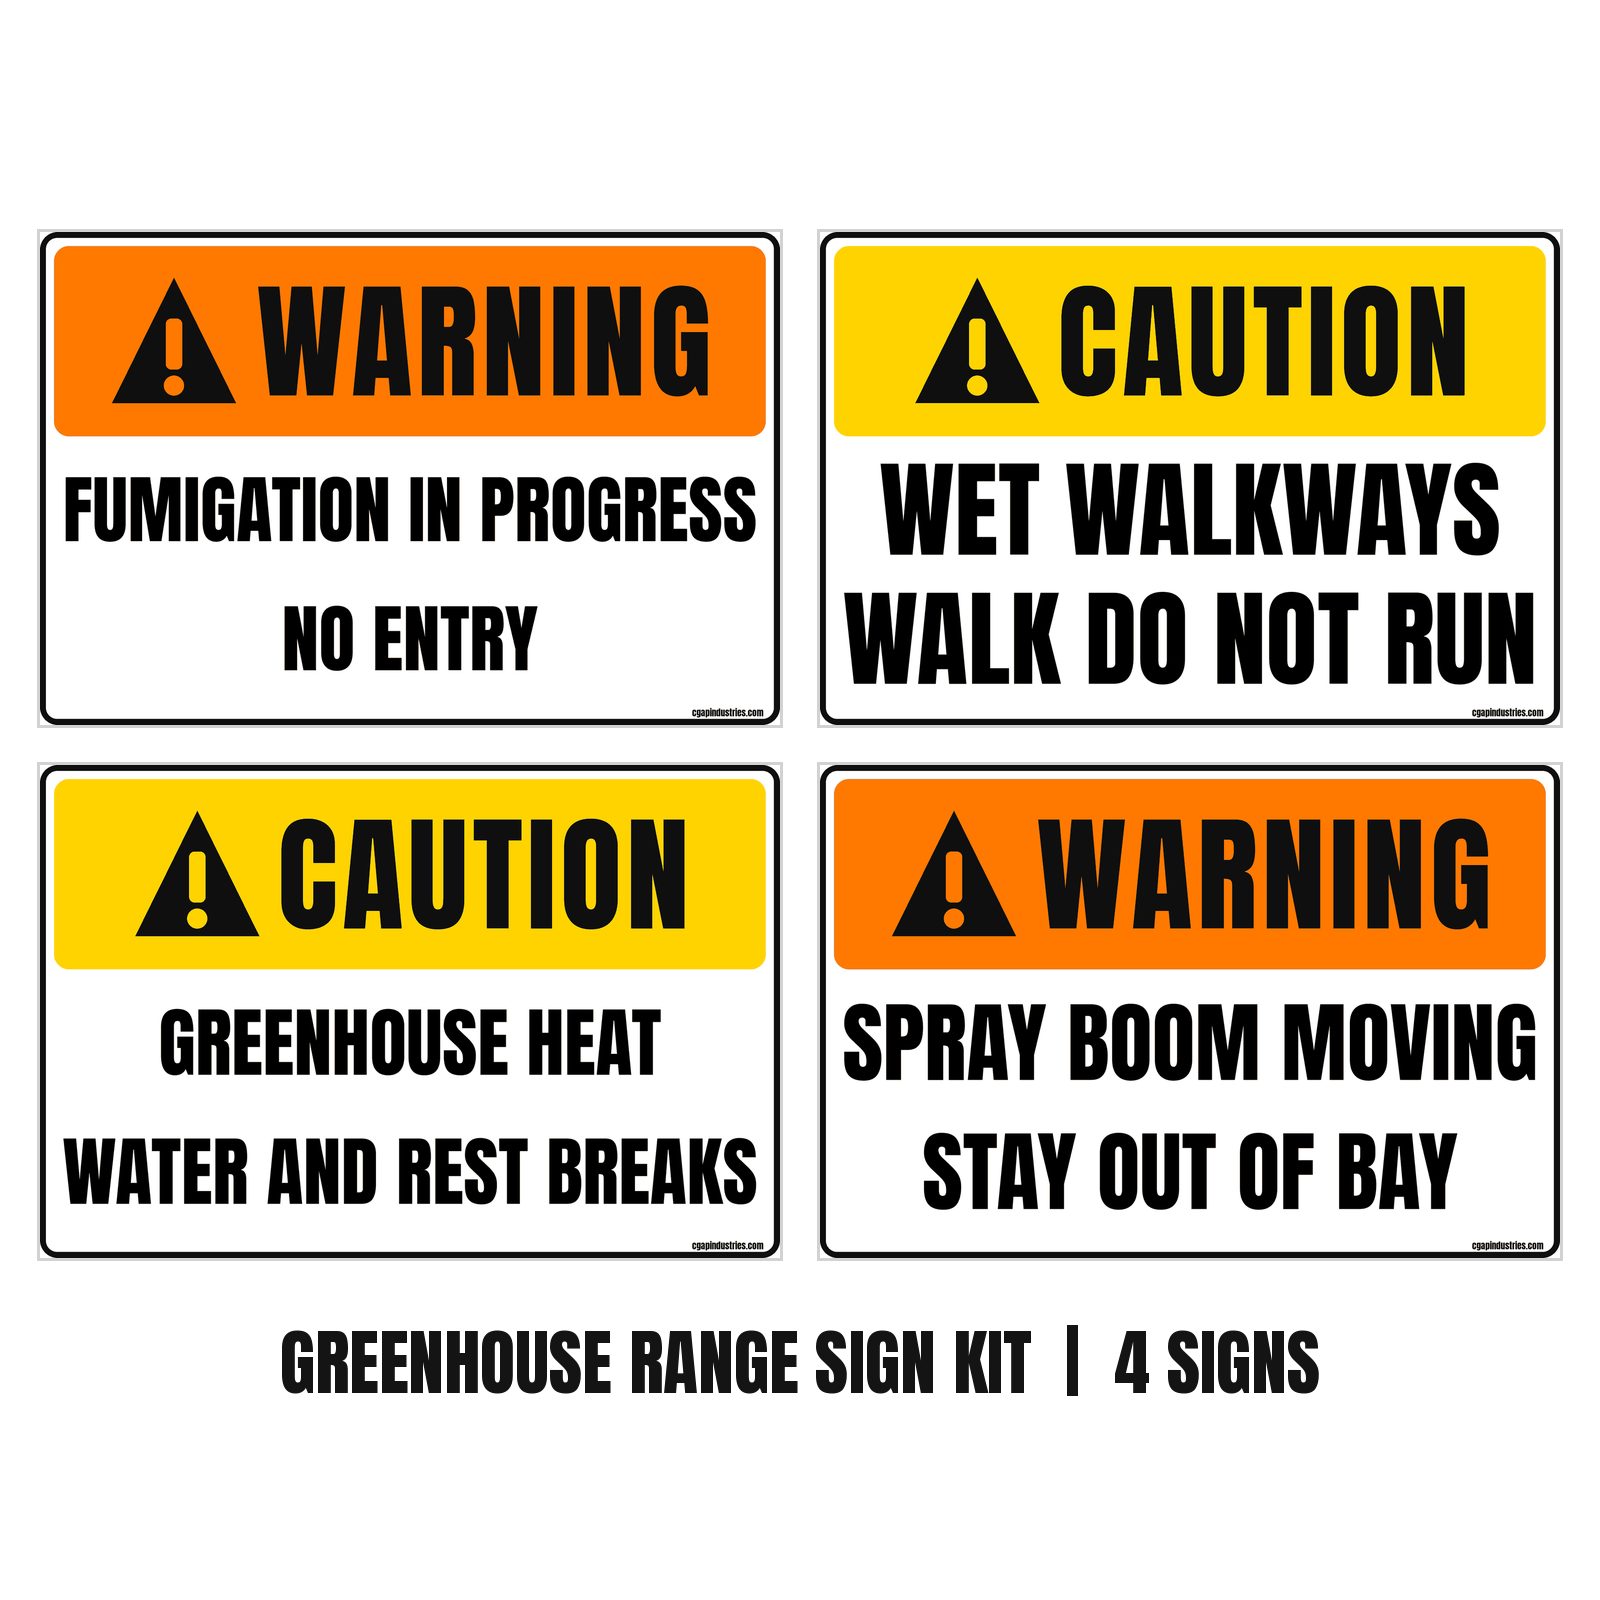 WARNING
FUMIGATION IN PROGRESS
NO ENTRY
cgapindustries.com
CAUTION
WET WALKWAYS
WALK DO NOT RUN
cgapindustries.com
CAUTION
GREENHOUSE HEAT
WATER AND REST BREAKS
cgapindustries.com
WARNING
SPRAY BOOM MOVING
STAY OUT OF BAY
cgapindustries.com
GREENHOUSE RANGE SIGN KIT | 4 SIGNS